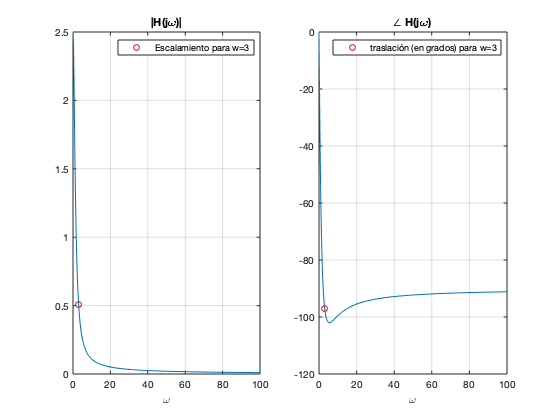 |H(jω)|
Escalamiento para w=3
2.5
2
1.5
1
0.5
0
0 20 40 60 80 100
ω
∠ H(jω)
traslación (en grados) para w=3
0
-20
-40
-60
-80
-100
-120
0 20 40 60 80 100
ω